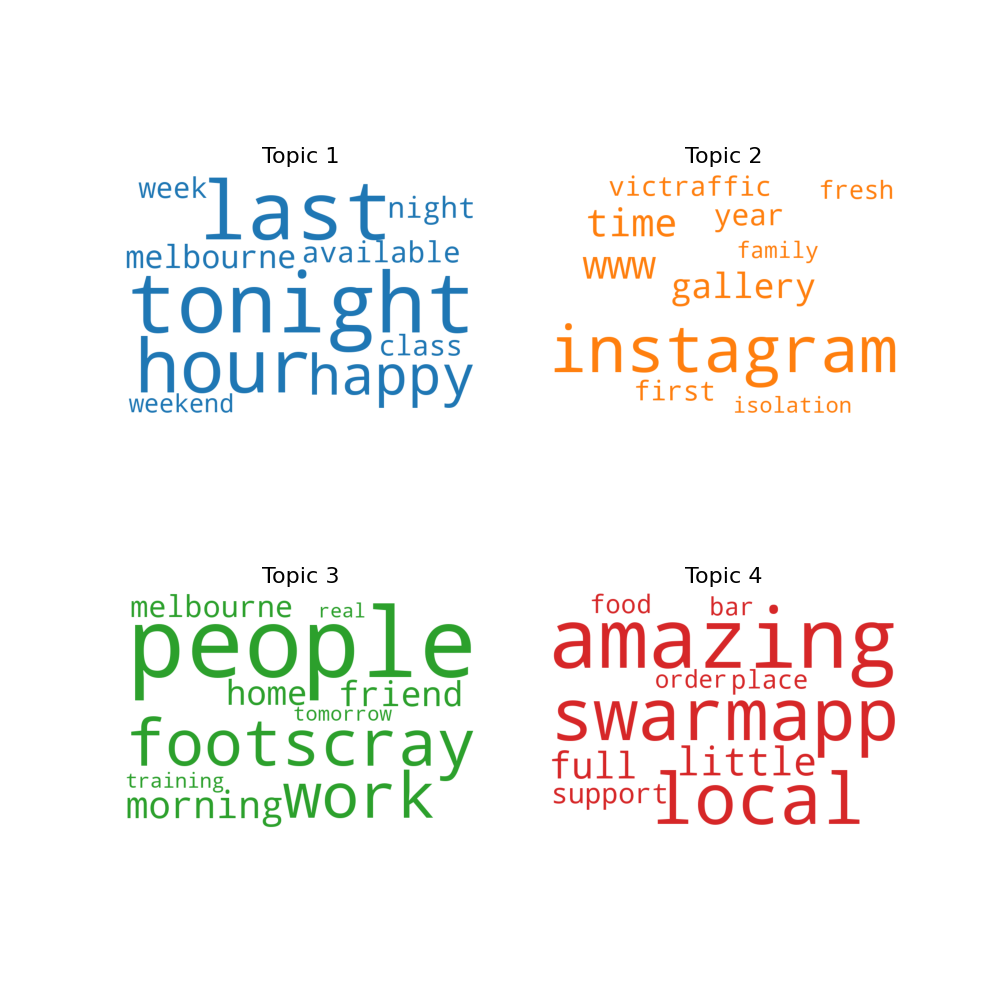 Topic 1
week
last
night
melbourne
available
tonight
hour
class
happy
weekend
Topic 2
victraffic
fresh
time
year
www
family
gallery
instagram
first
isolation
Topic 3
melbourne
real
people
home
friend
tomorrow
footscray
training
morning
work
Topic 4
food
bar
amazing
order
place
swarmapp
full
little
support
local